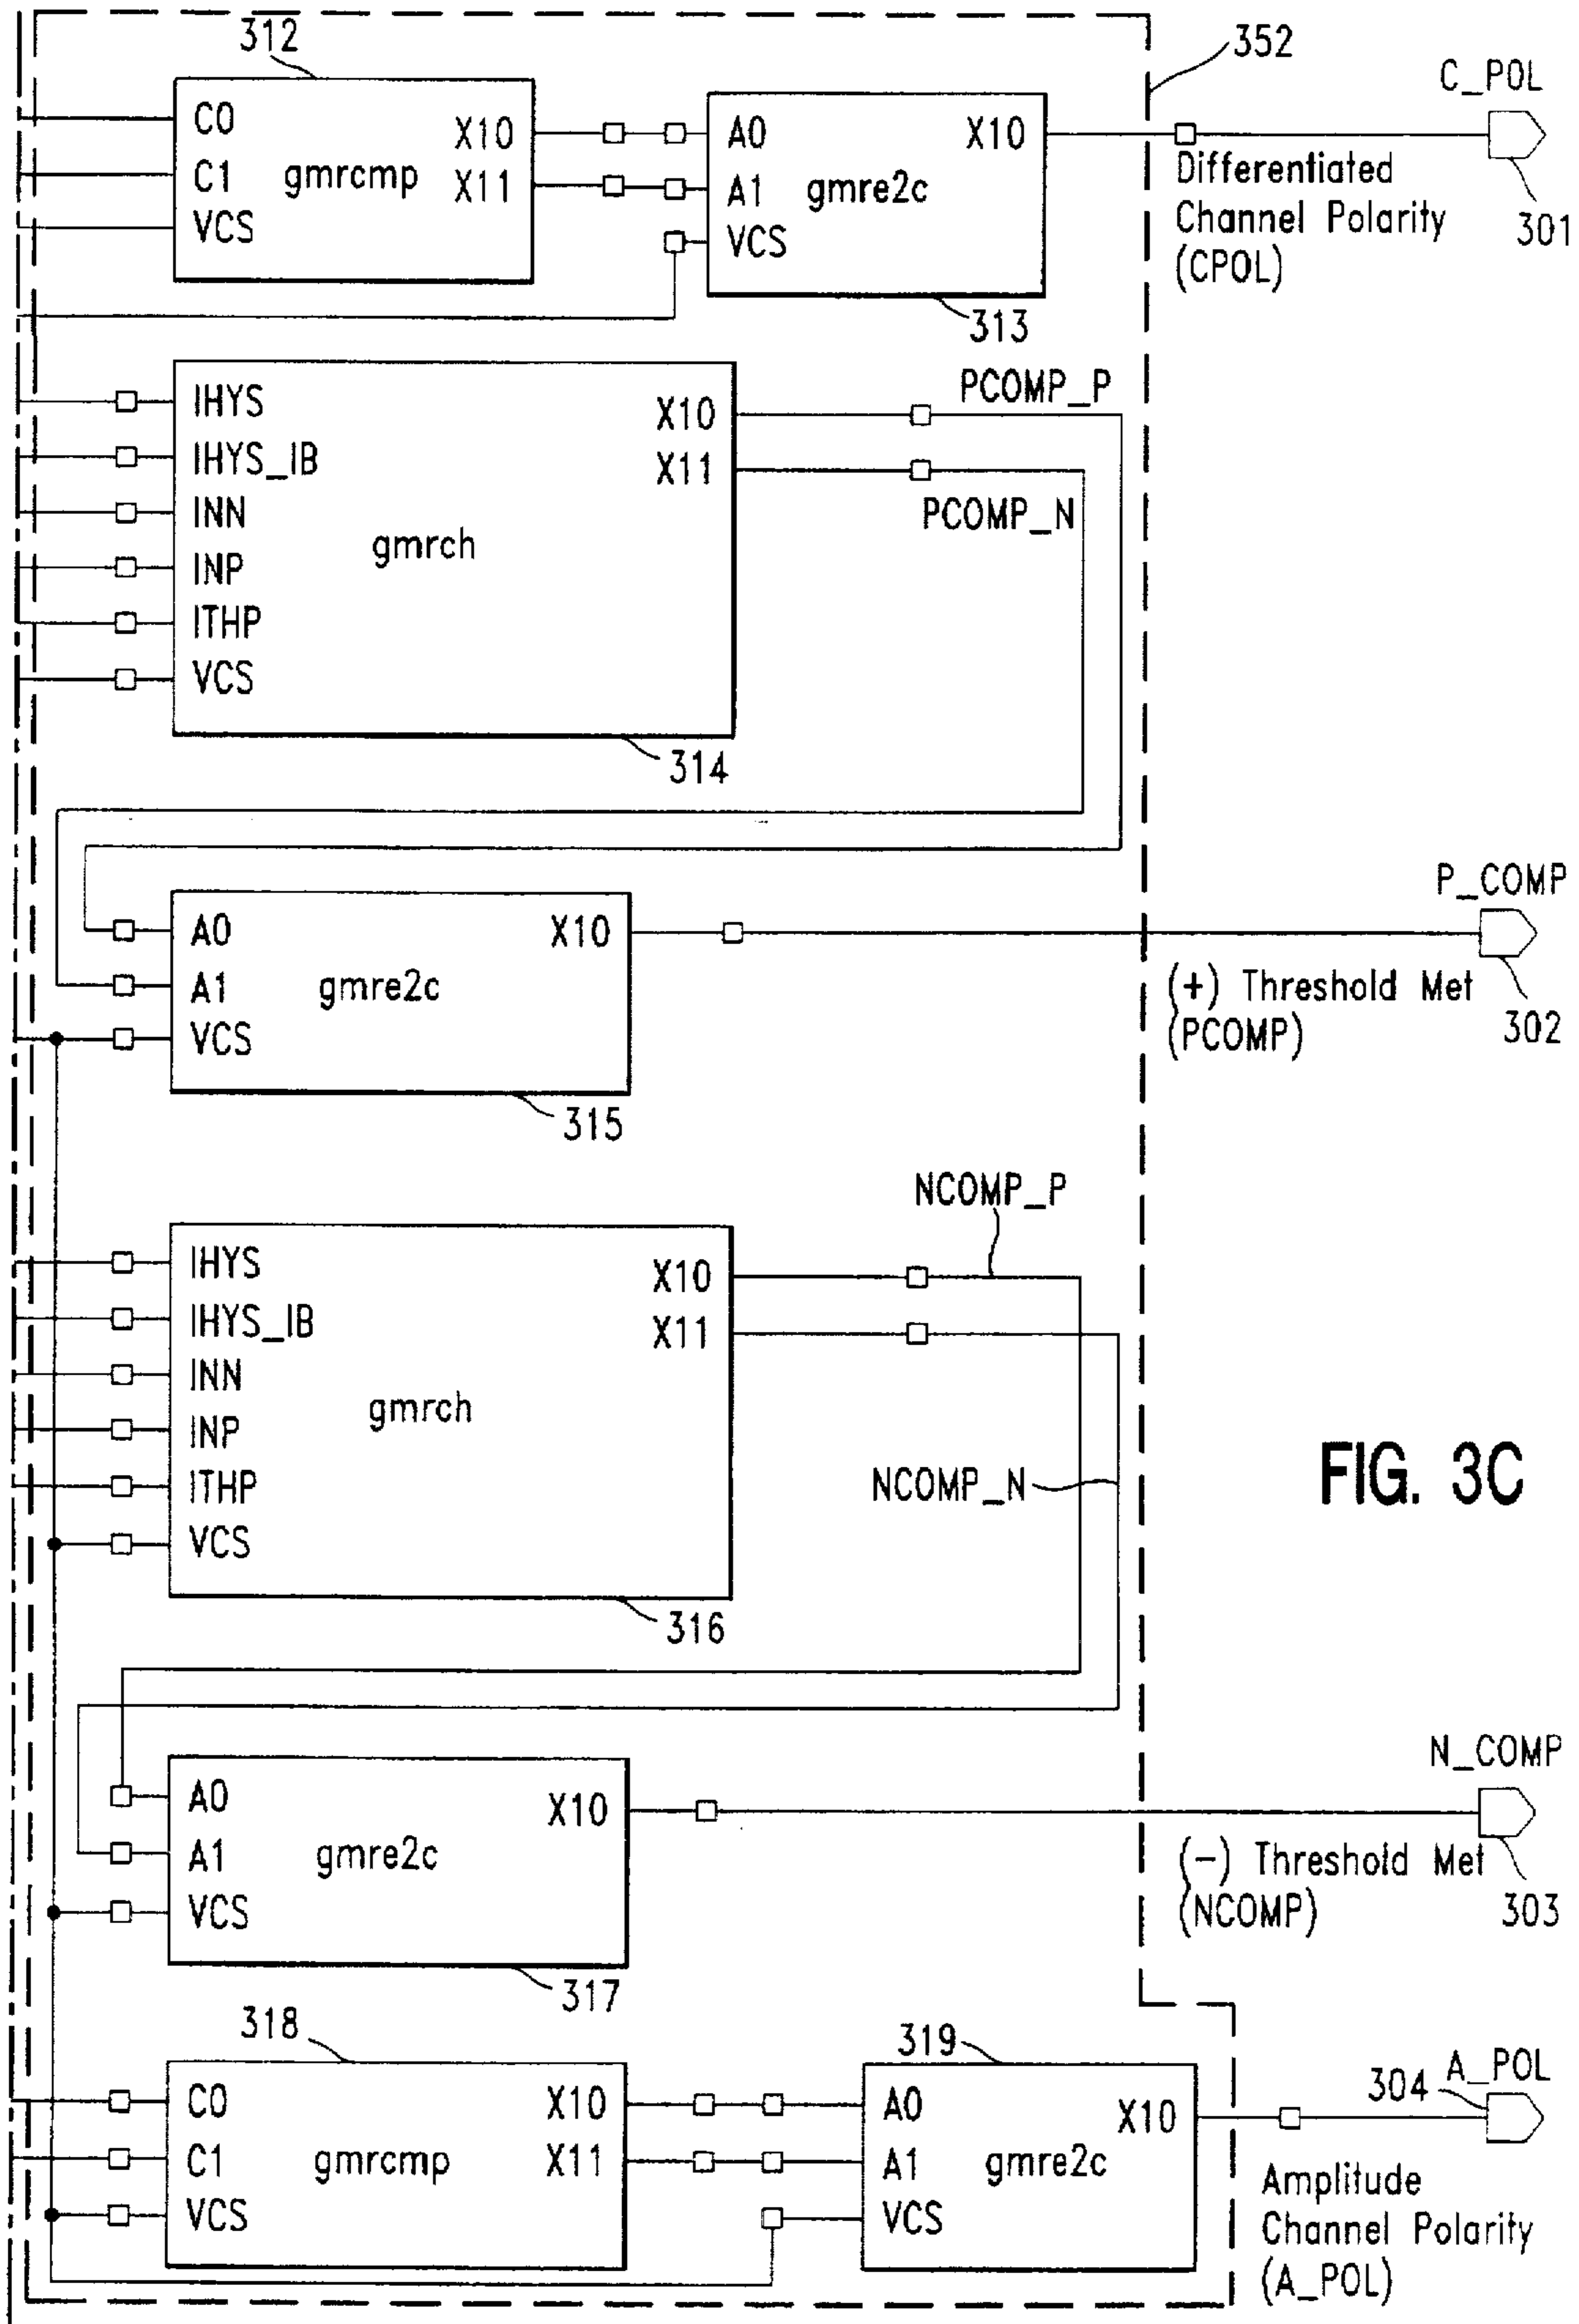 312
352
C_POL
C0
C1
VCS
gmrcmp
X10
X11
A0
A1
VCS
gmre2c
X10
Differentiated
Channel Polarity
(CPOL)
301
313
IHYS
IHYS_IB
INN
INP
ITHP
VCS
gmrch
X10
X11
PCOMP_P
PCOMP_N
314
A0
A1
VCS
gmre2c
X10
P_COMP
(+) Threshold Met
(PCOMP)
302
315
NCOMP_P
IHYS
IHYS_IB
INN
INP
ITHP
VCS
gmrch
X10
X11
NCOMP_N
FIG. 3C
316
A0
A1
VCS
gmre2c
X10
N_COMP
(-) Threshold Met
(NCOMP)
303
317
318
319
C0
C1
VCS
gmrcmp
X10
X11
A0
A1
VCS
gmre2c
X10
304
A_POL
Amplitude
Channel Polarity
(A_POL)